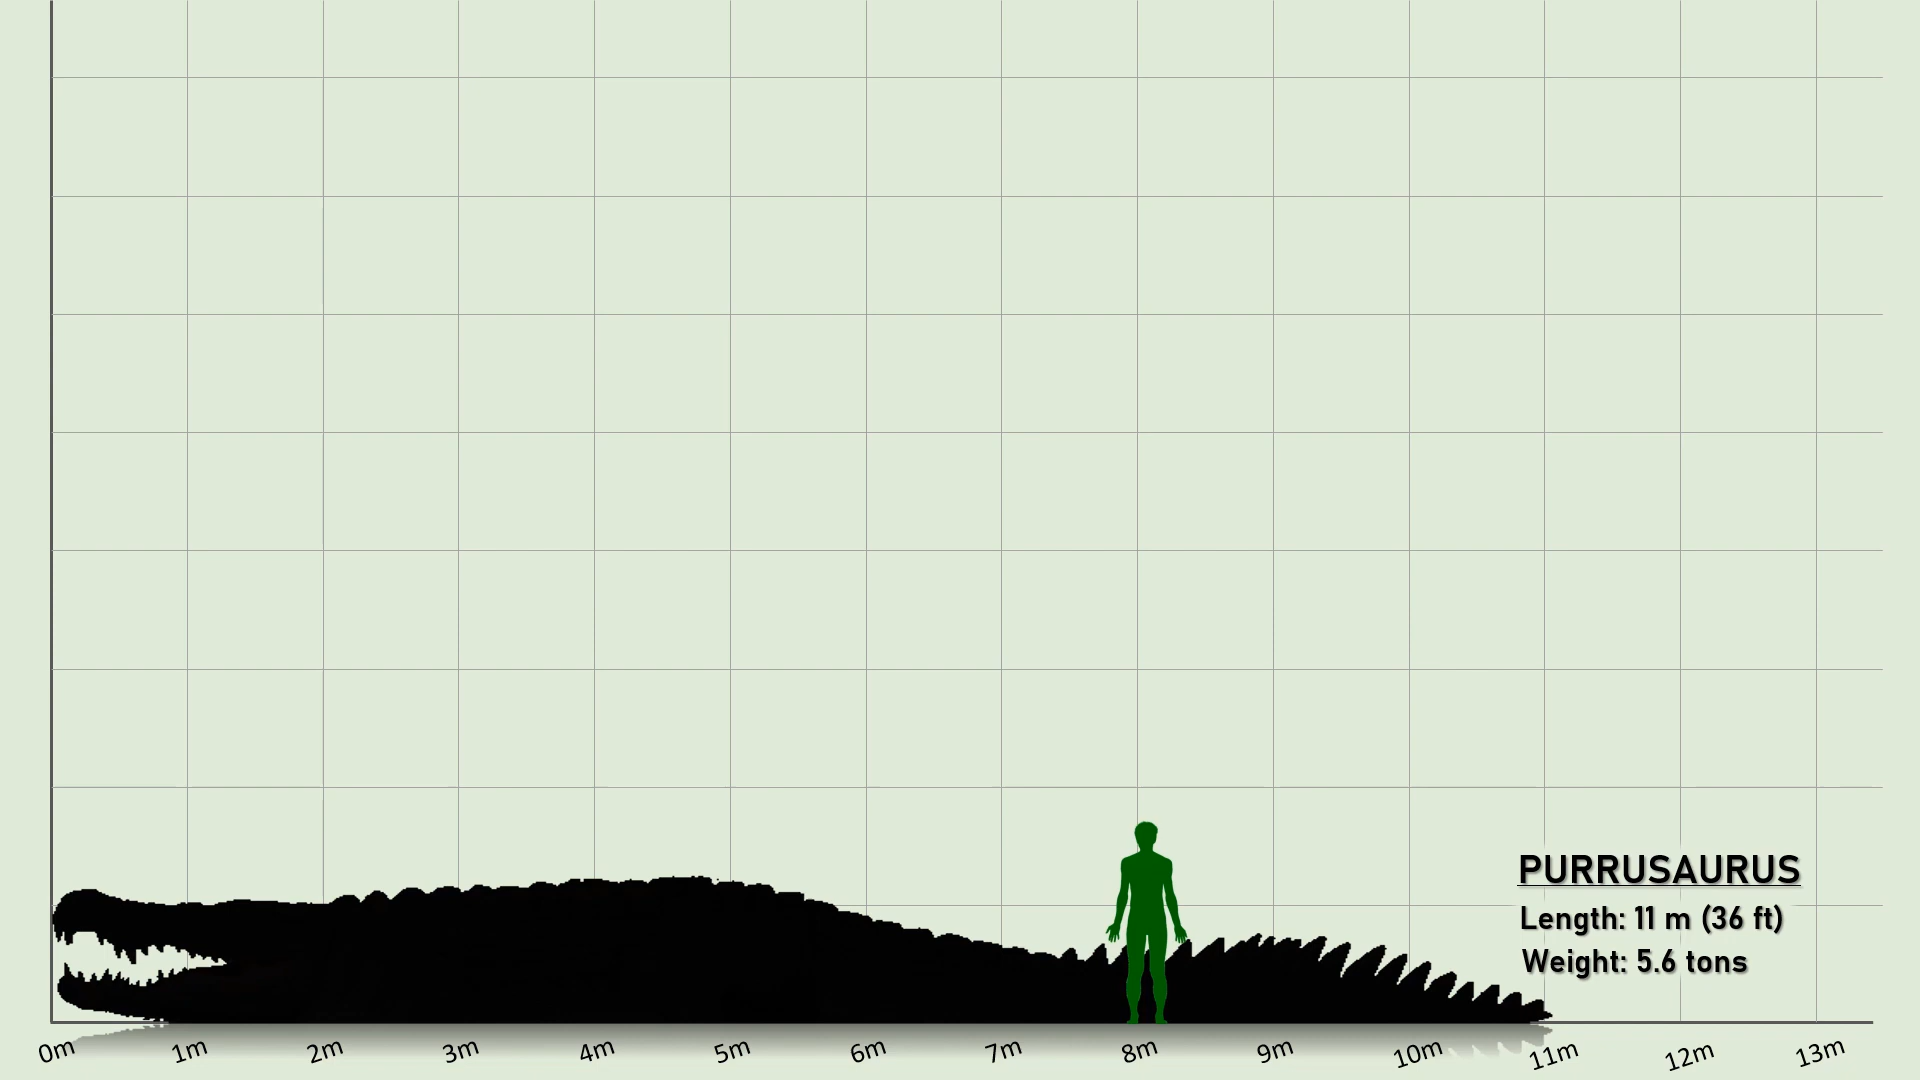 PURRUSAURUS
Length: 11 m (36 ft)
Weight: 5.6 tons
0m 1m 2m 3m 4m 5m 6m 7m 8m 9m 10m 11m 12m 13m